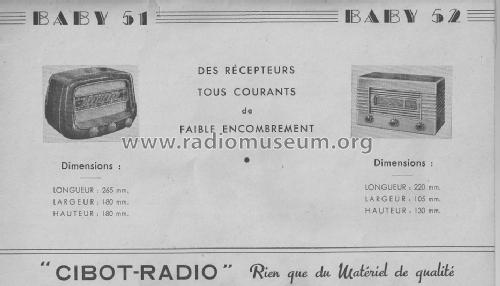 BABY 51
BABY 52
DES RÉCEPTEURS
TOUS COURANTS
de
FAIBLE ENCOMBREMENT
www.radiomuseum.org
Dimensions :
LONGUEUR : 265 mm.
LARGEUR : 180 mm.
HAUTEUR : 180 mm.
Dimensions :
LONGUEUR : 220 mm.
LARGEUR : 105 mm.
HAUTEUR : 130 mm.
"CIBOT-RADIO" Rien que du Matériel de qualité